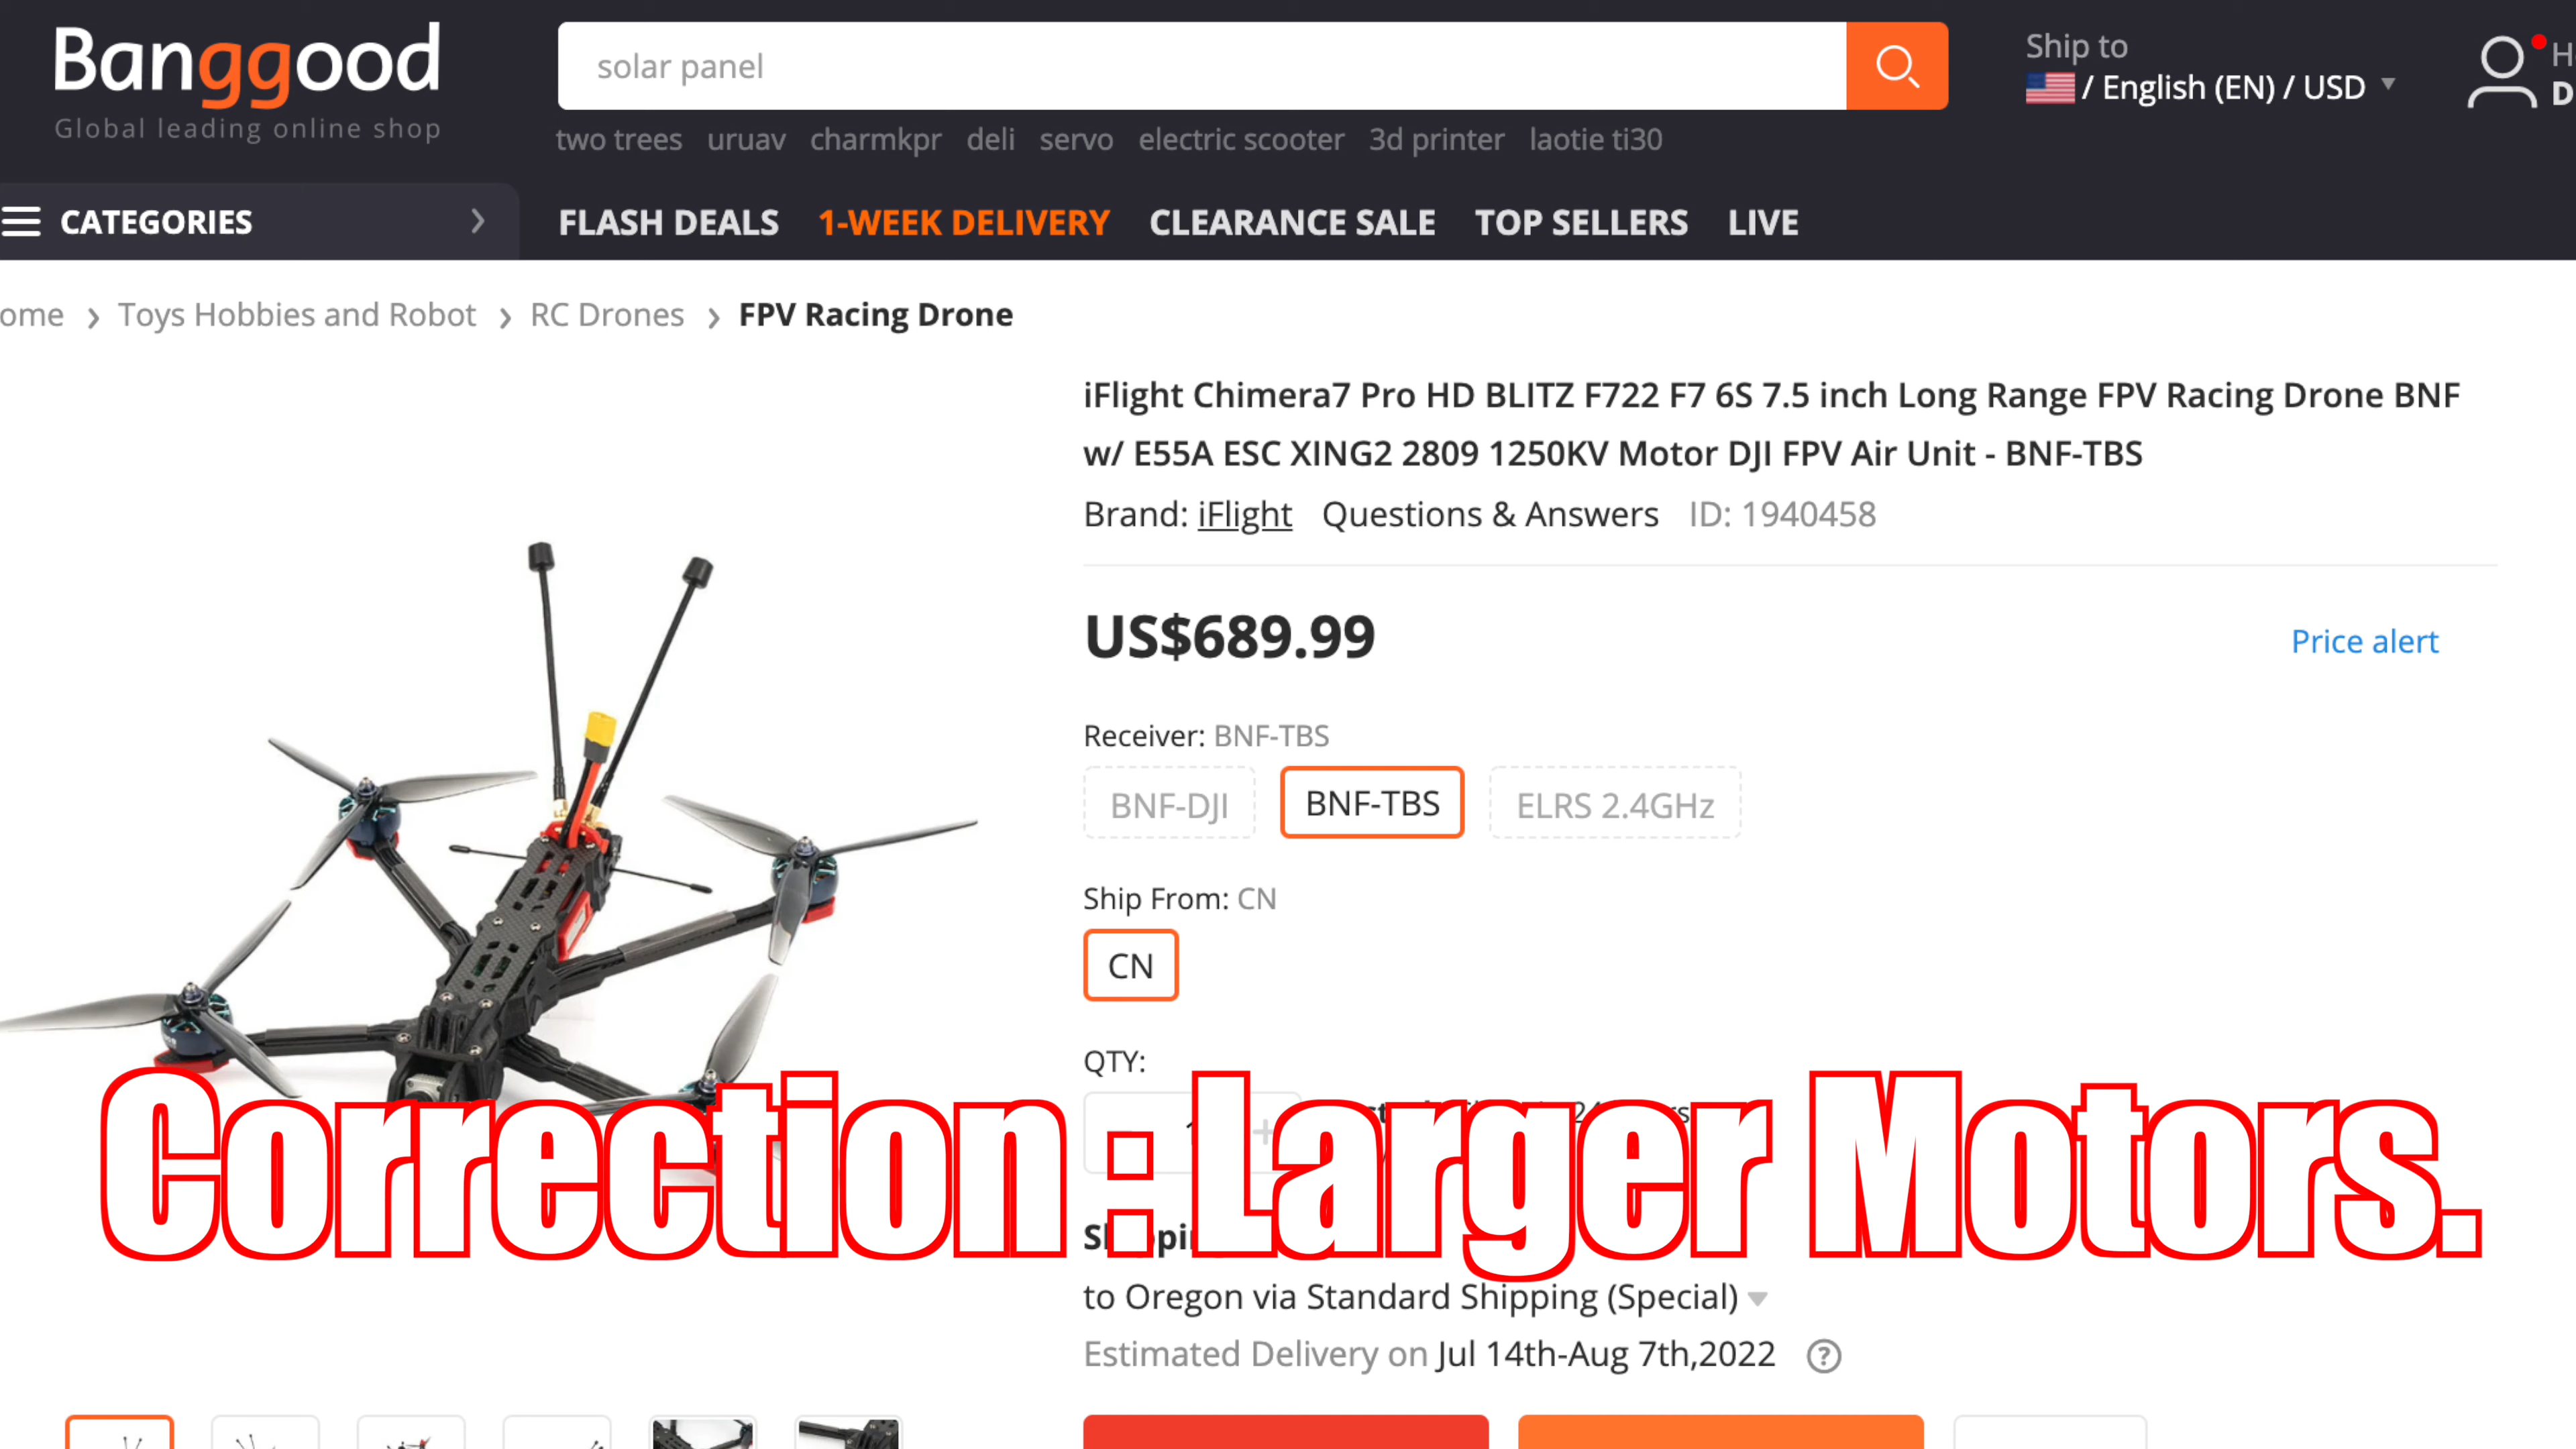 Banggood
Global leading online shop
solar panel
Ship to
/ English (EN) / USD
two trees uruav charmkpr deli servo electric scooter 3d printer laotie ti30
CATEGORIES
FLASH DEALS 1-WEEK DELIVERY CLEARANCE SALE TOP SELLERS LIVE
ome > Toys Hobbies and Robot > RC Drones > FPV Racing Drone
iFlight Chimera7 Pro HD BLITZ F722 F7 6S 7.5 inch Long Range FPV Racing Drone BNF
w/ E55A ESC XING2 2809 1250KV Motor DJI FPV Air Unit - BNF-TBS
Brand: iFlight Questions & Answers ID: 1940458
US$689.99
Price alert
Receiver: BNF-TBS
BNF-DJI BNF-TBS ELRS 2.4GHz
Ship From: CN
CN
QTY:
Correction : Larger Motors.
to Oregon via Standard Shipping (Special)
Estimated Delivery on Jul 14th-Aug 7th,2022 ?